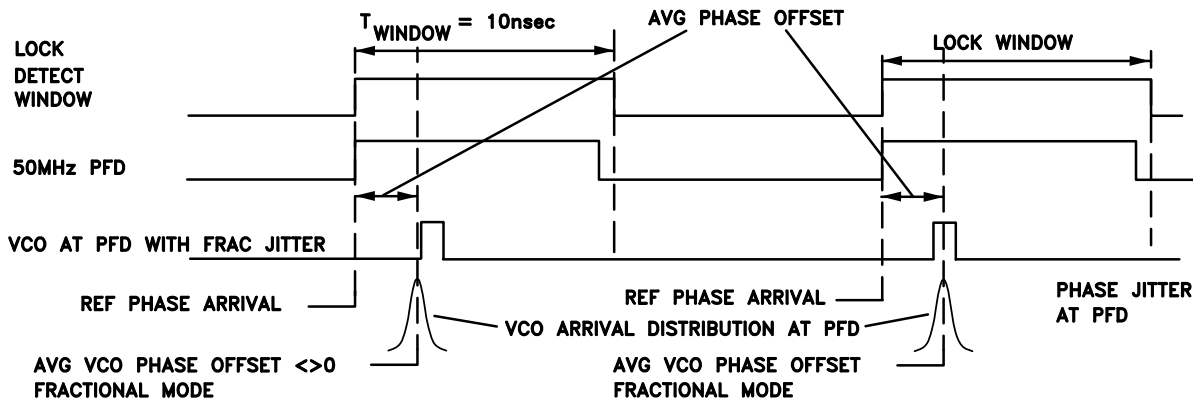 T WINDOW = 10nsec
AVG PHASE OFFSET
LOCK
DETECT
WINDOW
LOCK WINDOW
50MHz PFD
VCO AT PFD WITH FRAC JITTER
REF PHASE ARRIVAL
REF PHASE ARRIVAL
PHASE JITTER
AT PFD
VCO ARRIVAL DISTRIBUTION AT PFD
AVG VCO PHASE OFFSET <>0
FRACTIONAL MODE
AVG VCO PHASE OFFSET
FRACTIONAL MODE